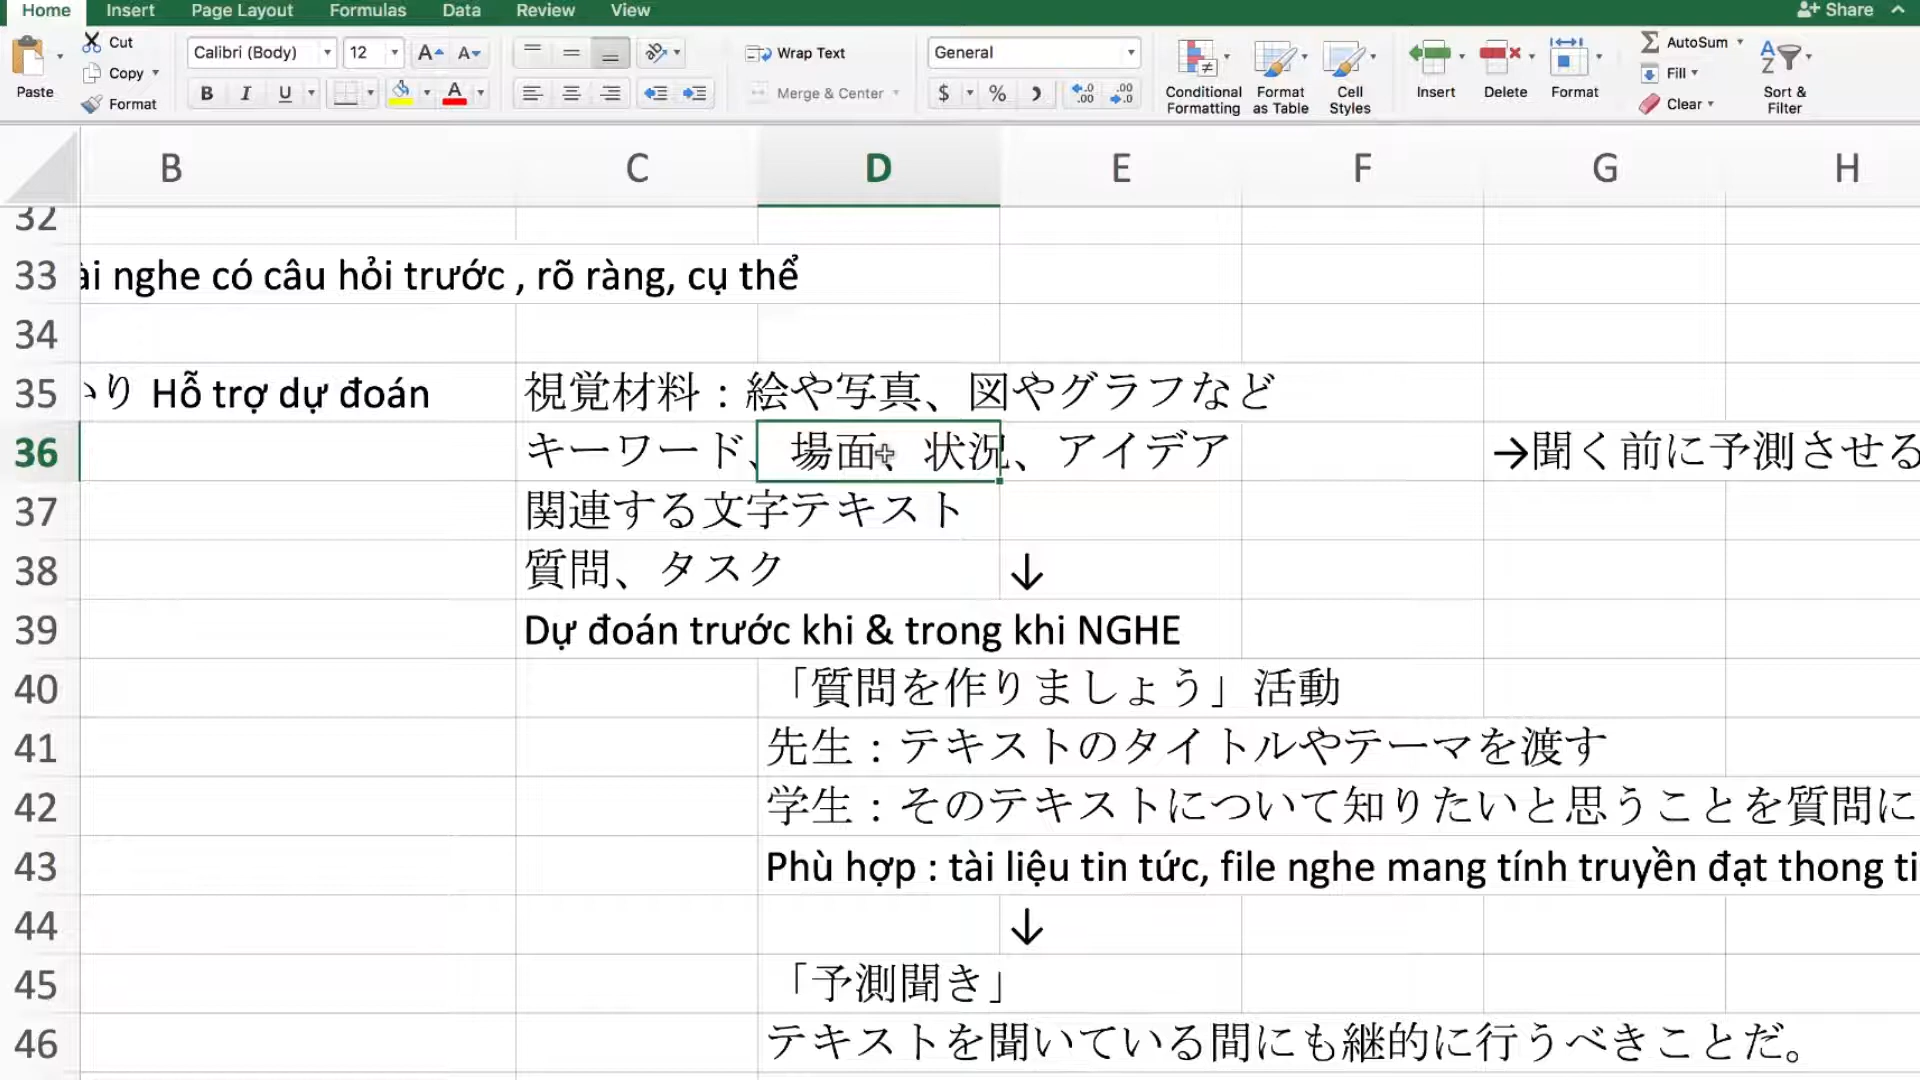 Home Insert Page Layout Formulas Data Review View Share
Cut Calibri (Body) 12 Wrap Text General AutoSum
Copy Fill
Paste Format B I U Merge & Center $ % Conditional Formatting Format as Table Cell Styles Insert Delete Format Clear Sort & Filter
B C D E F G H
32
33 ài nghe có câu hỏi trước , rõ ràng, cụ thể
34
35 かり Hỗ trợ dự đoán 視覚材料：絵や写真、図やグラフなど
36 キーワード、場面、状況、アイデア →聞く前に予測させる
37 関連する文字テキスト
38 質問、タスク ↓
39 Dự đoán trước khi & trong khi NGHE
40 「質問を作りましょう」活動
41 先生：テキストのタイトルやテーマを渡す
42 学生：そのテキストについて知りたいと思うことを質問に
43 Phù hợp : tài liệu tin tức, file nghe mang tính truyền đạt thong ti
44 ↓
45 「予測聞き」
46 テキストを聞いている間にも継的に行うべきことだ。